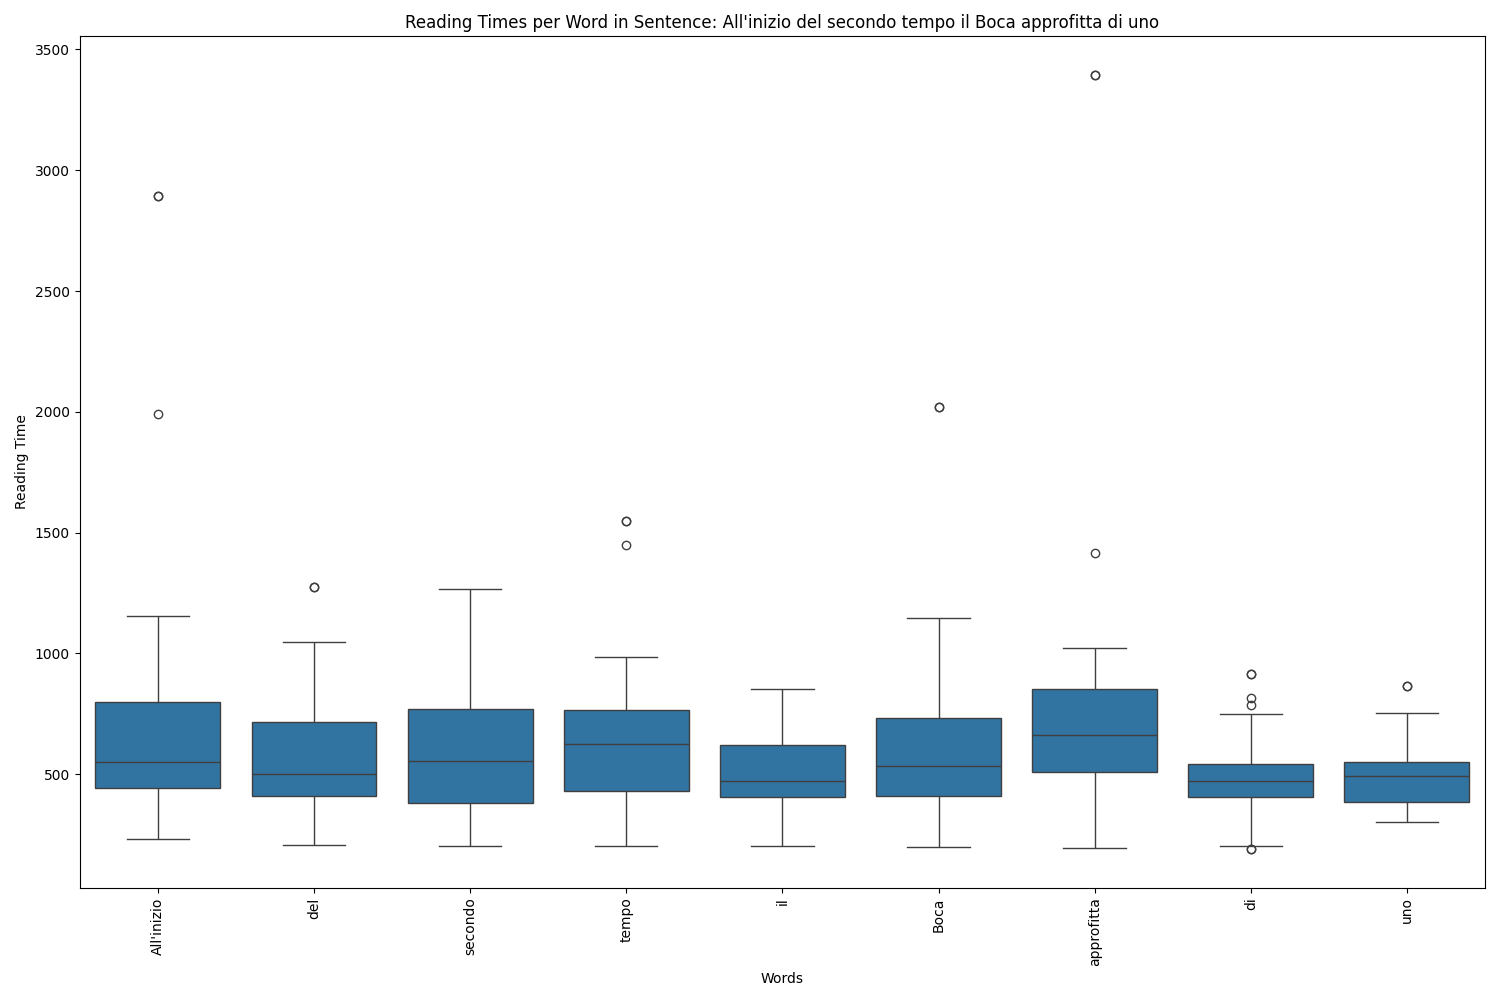 Reading Times per Word in Sentence: All'inizio del secondo tempo il Boca approfitta di uno
3500
3000
2500
2000
1500
1000
500
Reading Time
All'inizio
del
secondo
tempo
il
Boca
approfitta
di
uno
Words